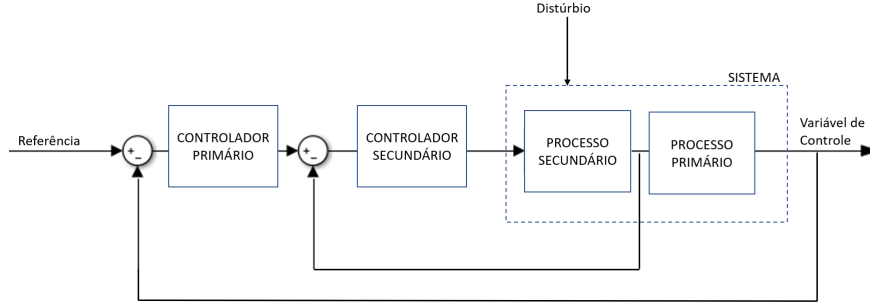 Distúrbio
SISTEMA
Referência
+
-
CONTROLADOR
PRIMÁRIO
+
-
CONTROLADOR
SECUNDÁRIO
PROCESSO
SECUNDÁRIO
PROCESSO
PRIMÁRIO
Variável de
Controle